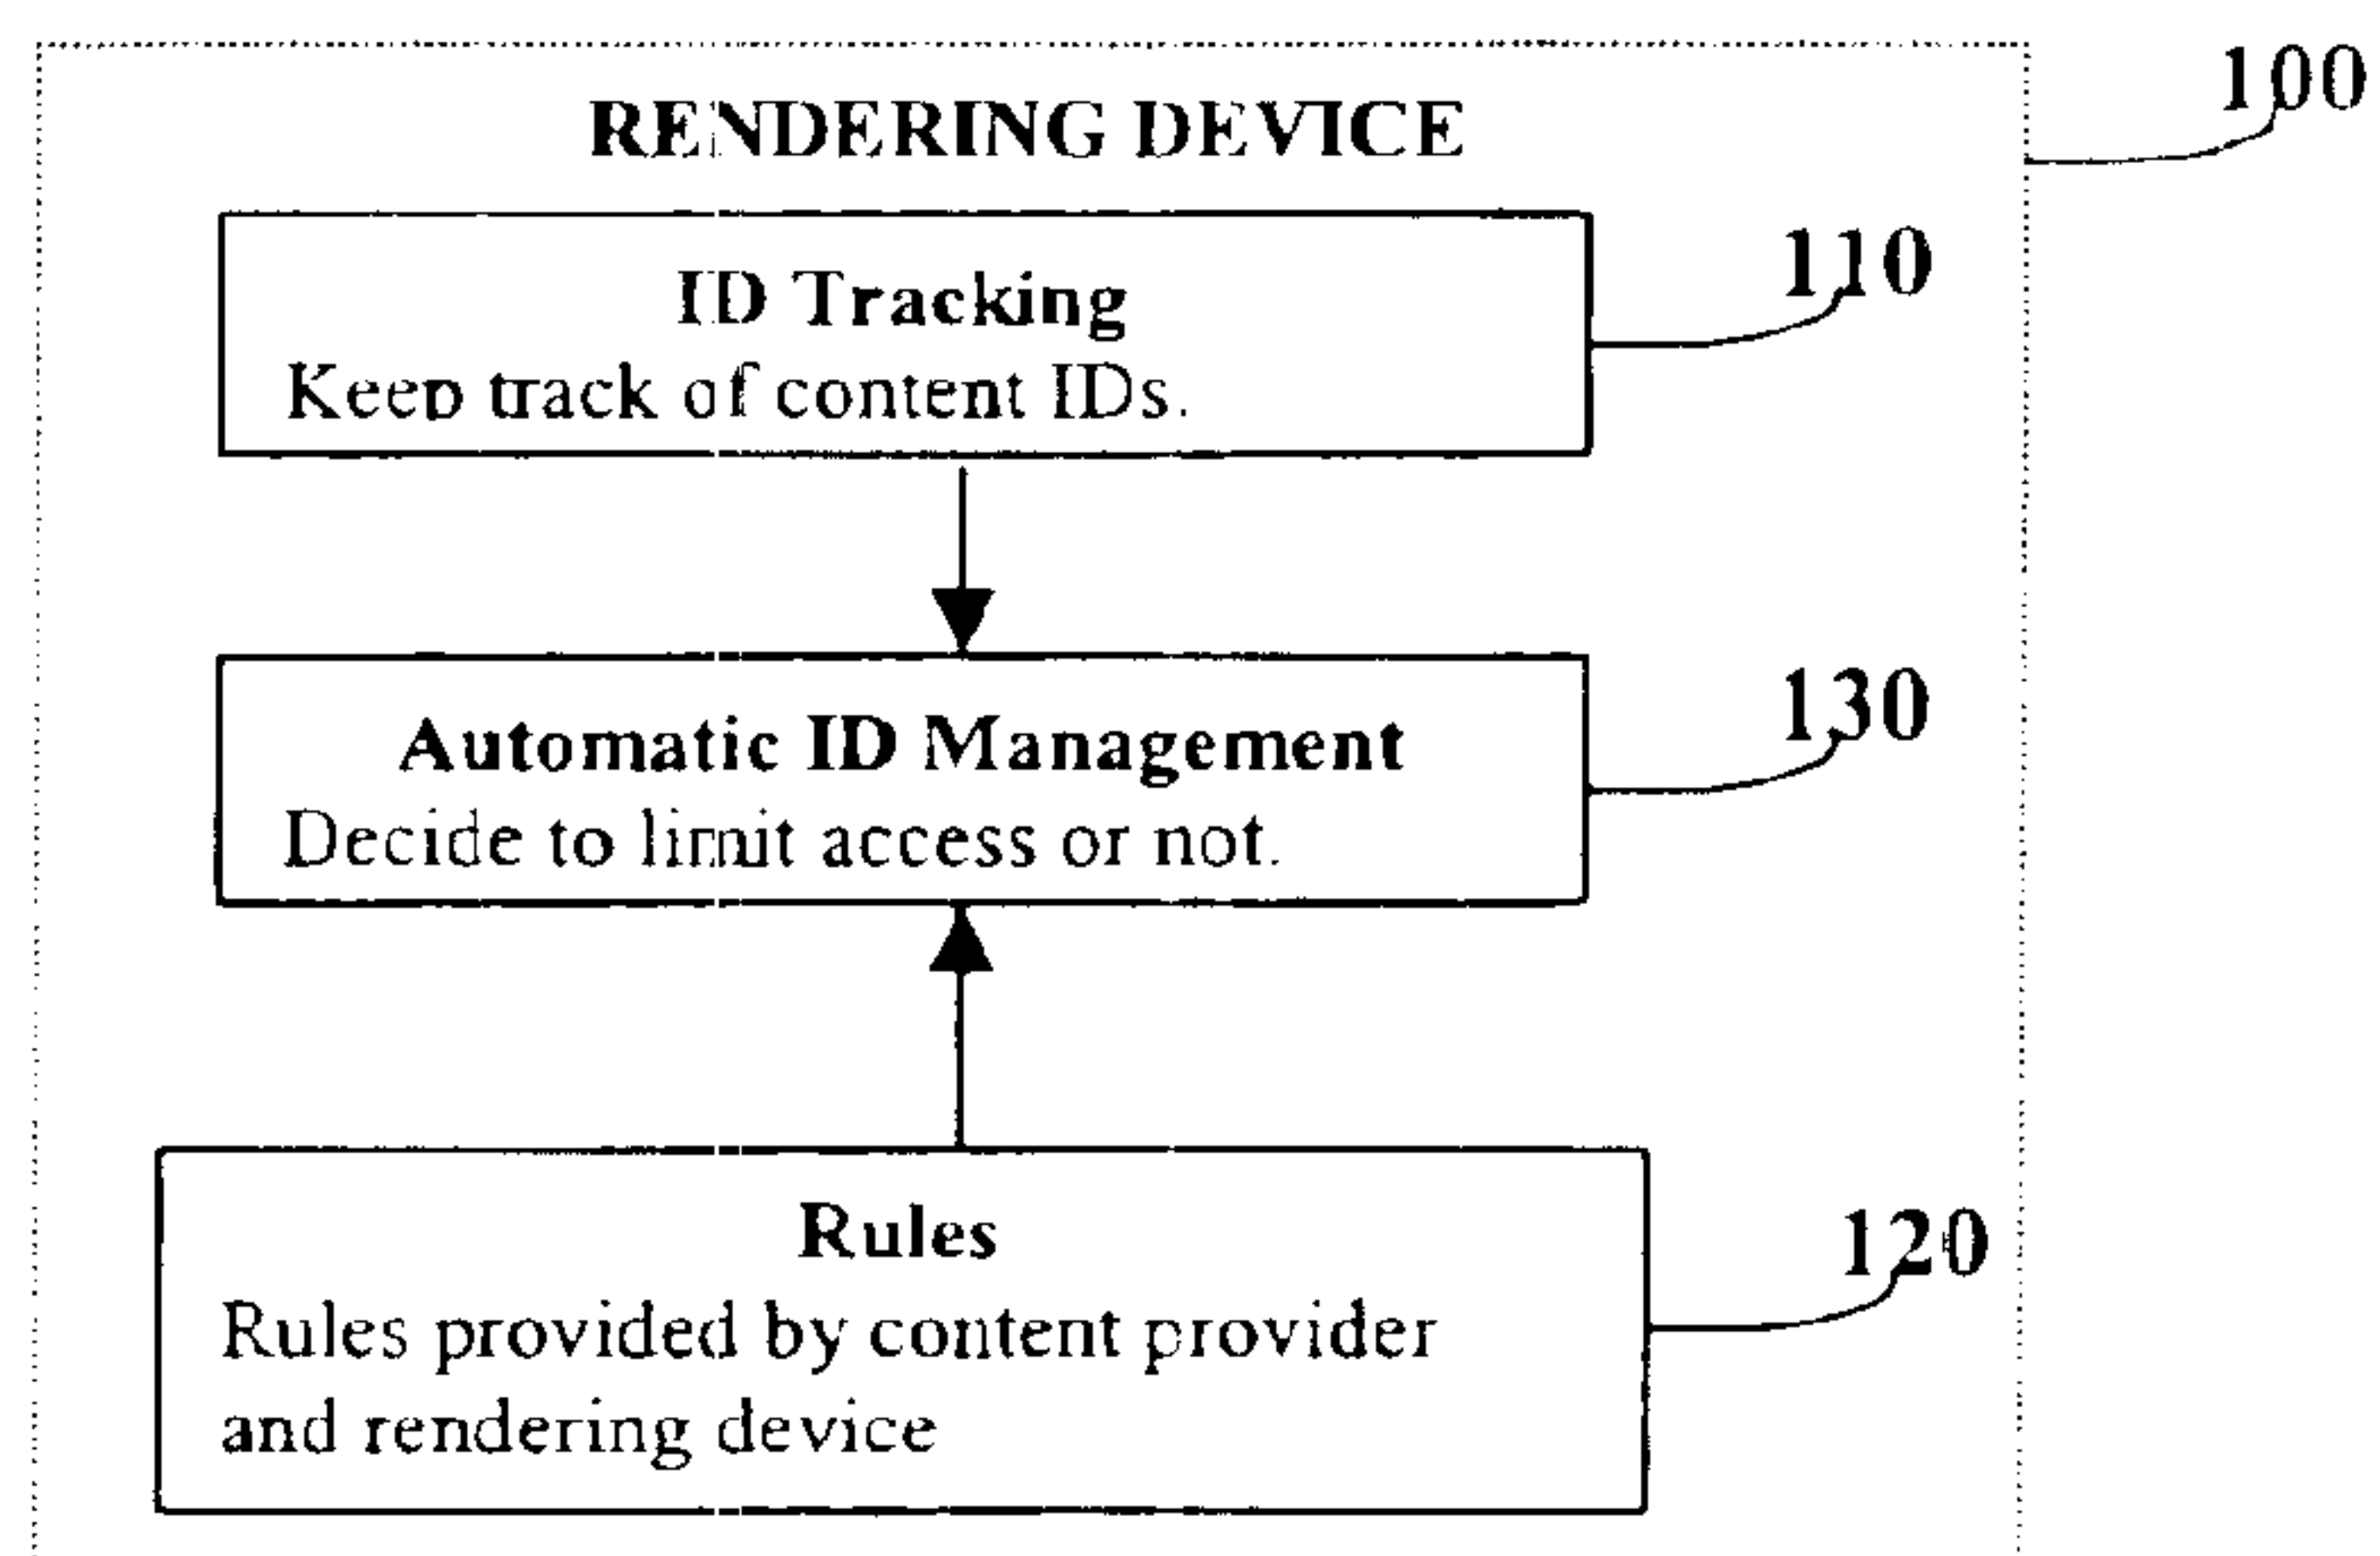 100
RENDERING DEVICE
110
ID Tracking
Keep track of content IDs.
130
Automatic ID Management
Decide to limit access or not.
120
Rules
Rules provided by content provider
and rendering device